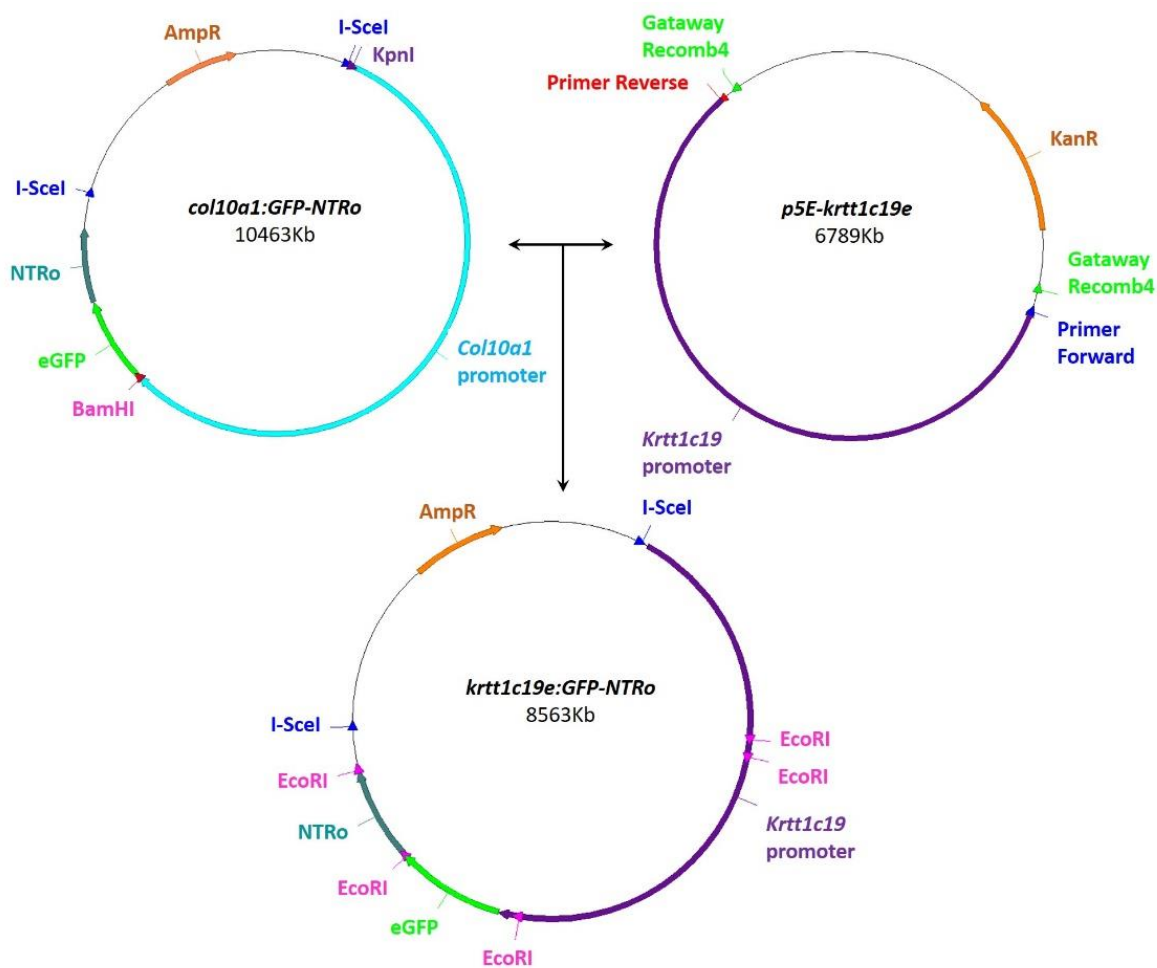 AmpR
I-SceI
KpnI
I-SceI
col10a1:GFP-NTRo
10463Kb
NTRo
eGFP
BamHI
Col10a1
promoter
Gataway
Recomb4
Primer Reverse
KanR
p5E-krtt1c19e
6789Kb
Gataway
Recomb4
Primer
Forward
Krtt1c19
promoter
AmpR
I-SceI
krtt1c19e:GFP-NTRo
8563Kb
I-SceI
EcoRI
EcoRI
EcoRI
Krtt1c19
promoter
NTRo
EcoRI
eGFP
EcoRI